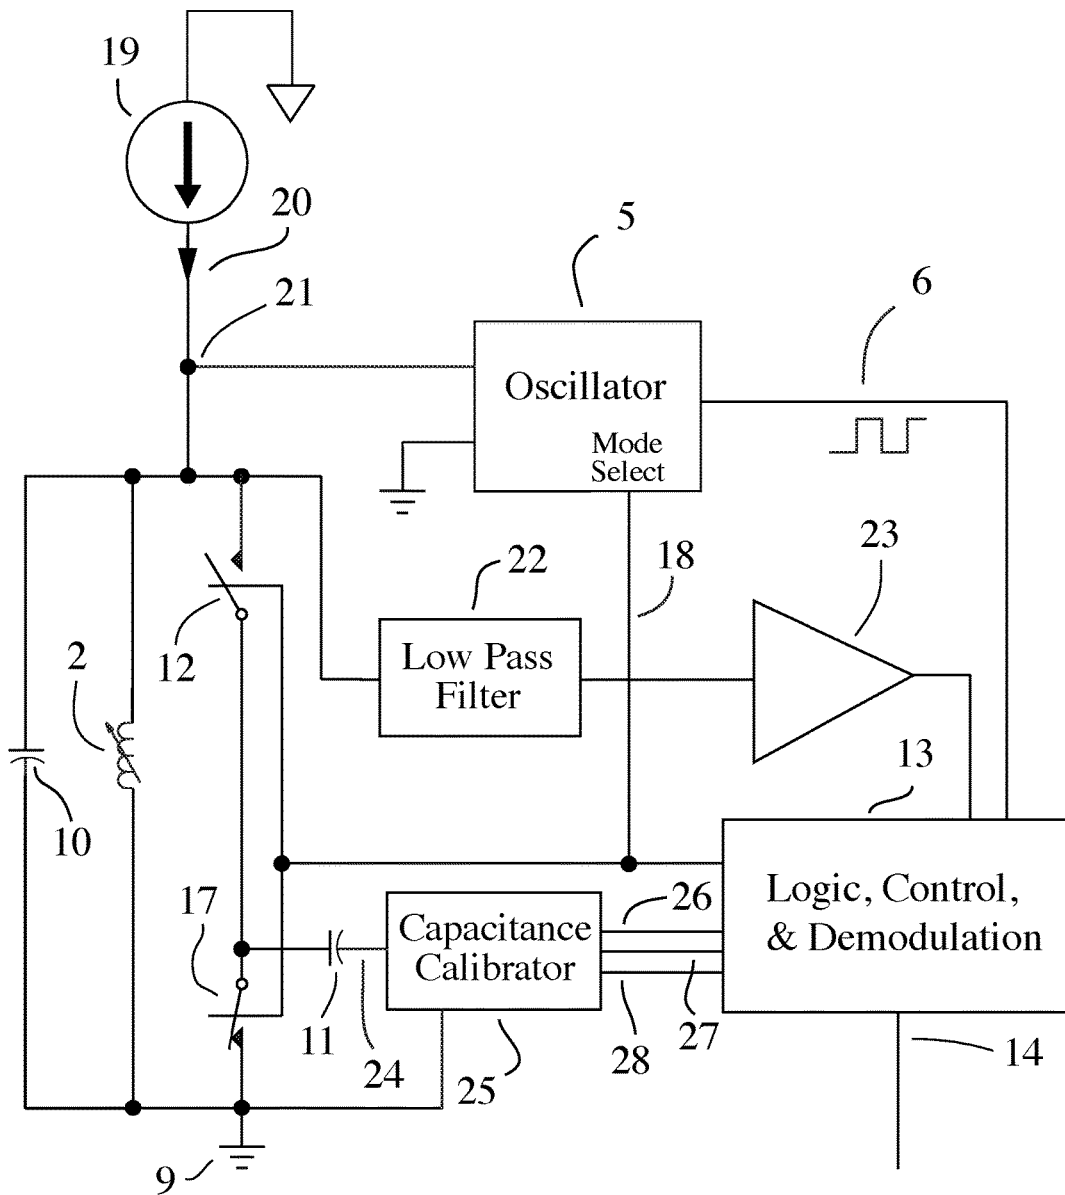 19
20
5
21
6
Oscillator
Mode
Select
23
22
18
12
2
Low Pass
Filter
13
10
17
26
Logic, Control,
& Demodulation
Capacitance
Calibrator
11
24
25
28
27
14
9